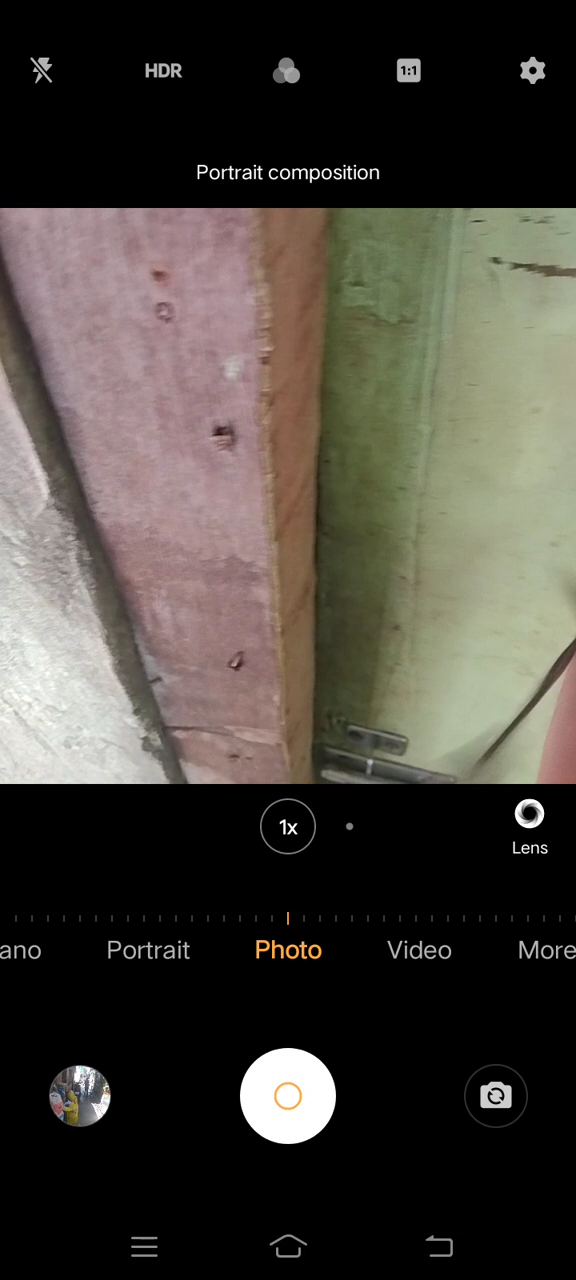 HDR
1:1
Portrait composition
1x
Lens
ano
Portrait
Photo
Video
More